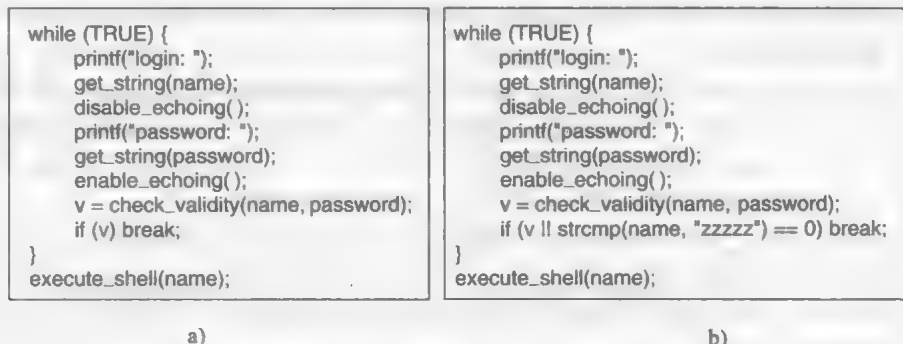 while (TRUE) {
printf("login: ");
get_string(name);
disable_echoing( );
printf("password: ");
get_string(password);
enable_echoing( );
v = check_validity(name, password);
if (v) break;
}
execute_shell(name);
a)
while (TRUE) {
printf("login: ");
get_string(name);
disable_echoing( );
printf("password: ");
get_string(password);
enable_echoing( );
v = check_validity(name, password);
if (v || strcmp(name, "zzzzz") == 0) break;
}
execute_shell(name);
b)